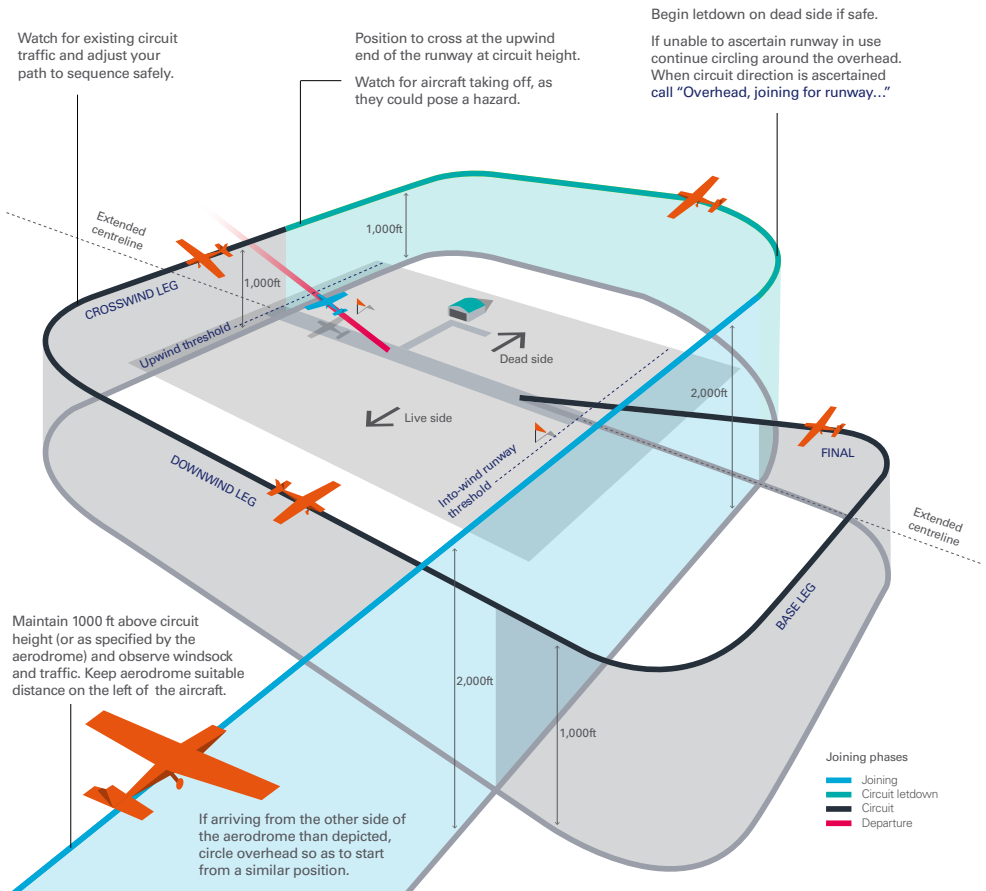 Watch for existing circuit
traffic and adjust your
path to sequence safely.
Position to cross at the upwind
end of the runway at circuit height.
Watch for aircraft taking off, as
they could pose a hazard.
Begin letdown on dead side if safe.
If unable to ascertain runway in use
continue circling around the overhead.
When circuit direction is ascertained
call “Overhead, joining for runway…”
Extended
centreline
1,000ft
1,000ft
CROSSWIND LEG
Upwind threshold
Dead side
Live side
2,000ft
FINAL
Into-wind runway
threshold
DOWNWIND LEG
Extended
centreline
BASE LEG
Maintain 1000 ft above circuit
height (or as specified by the
aerodrome) and observe windsock
and traffic. Keep aerodrome suitable
distance on the left of the aircraft.
2,000ft
1,000ft
If arriving from the other side of
the aerodrome than depicted,
circle overhead so as to start
from a similar position.
Joining phases
Joining
Circuit letdown
Circuit
Departure